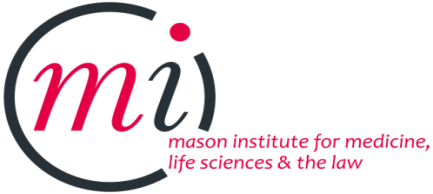 mi
mason institute for medicine,
life sciences & the law